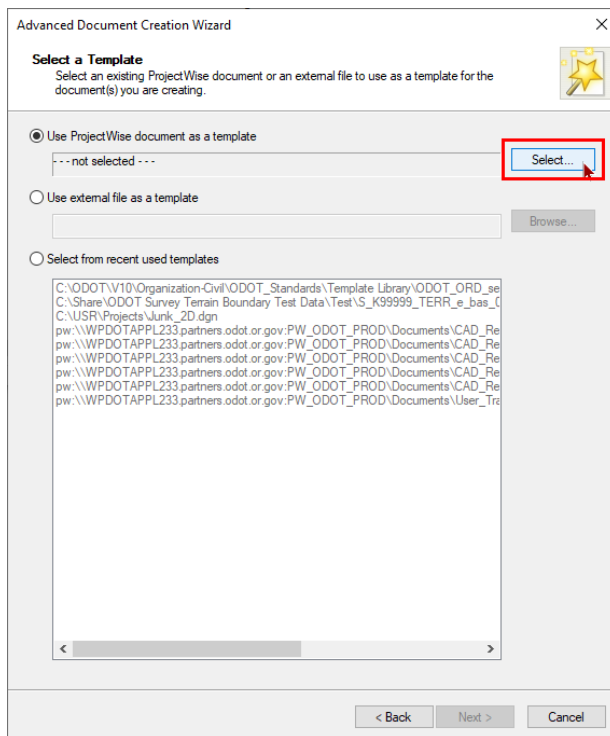 Advanced Document Creation Wizard
Select a Template
Select an existing ProjectWise document or an external file to use as a template for the
document(s) you are creating.
Use ProjectWise document as a template
- - - not selected - - -
Select...
Use external file as a template
Browse...
Select from recent used templates
C:\ODOT\V10\Organization-Civil\ODOT_Standards\Template Library\ODOT_ORD_se
C:\Share\ODOT Survey Terrain Boundary Test Data\Test\S_K99999_TERR_e_bas_0
C:\USR\Projects\Junk_2D.dgn
pw:\\WPDOTAPPL233.partners.odot.or.gov:PW_ODOT_PROD\Documents\CAD_Re
pw:\\WPDOTAPPL233.partners.odot.or.gov:PW_ODOT_PROD\Documents\CAD_Re
pw:\\WPDOTAPPL233.partners.odot.or.gov:PW_ODOT_PROD\Documents\CAD_Re
pw:\\WPDOTAPPL233.partners.odot.or.gov:PW_ODOT_PROD\Documents\CAD_Re
pw:\\WPDOTAPPL233.partners.odot.or.gov:PW_ODOT_PROD\Documents\CAD_Re
pw:\\WPDOTAPPL233.partners.odot.or.gov:PW_ODOT_PROD\Documents\User_Tra
< Back
Next >
Cancel